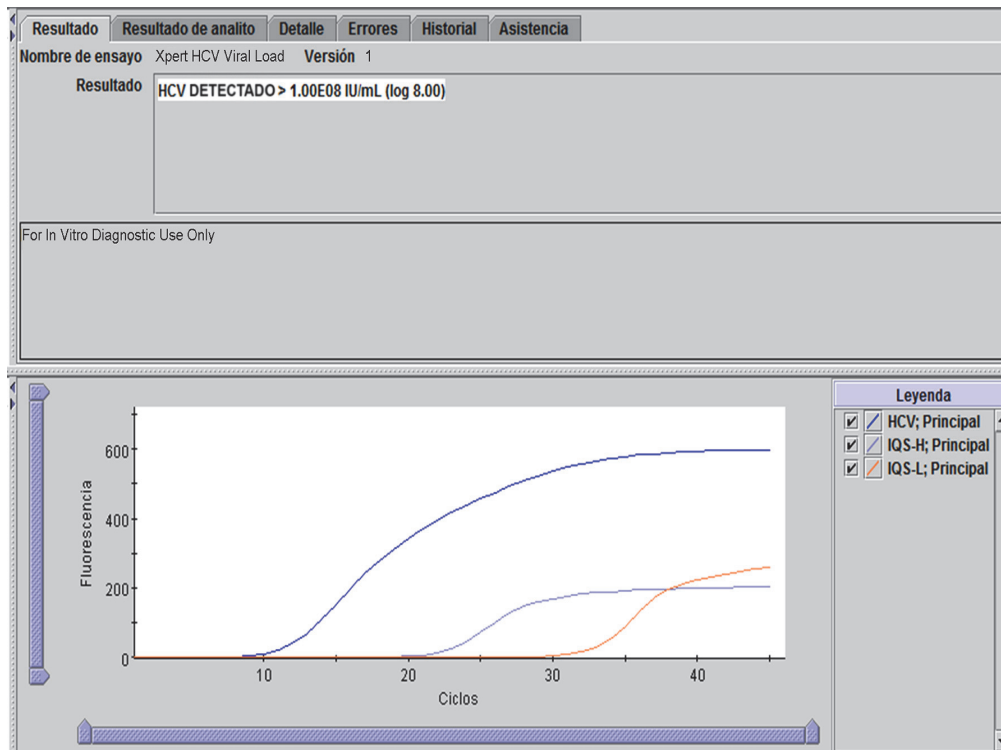 Resultado Resultado de analito Detalle Errores Historial Asistencia
Nombre de ensayo Xpert HCV Viral Load Versión 1
Resultado HCV DETECTADO > 1.00E08 IU/mL (log 8.00)
For In Vitro Diagnostic Use Only
Leyenda
HCV; Principal
IQS-H; Principal
IQS-L; Principal
Fluorescencia
600
400
200
0
10 20 30 40
Ciclos